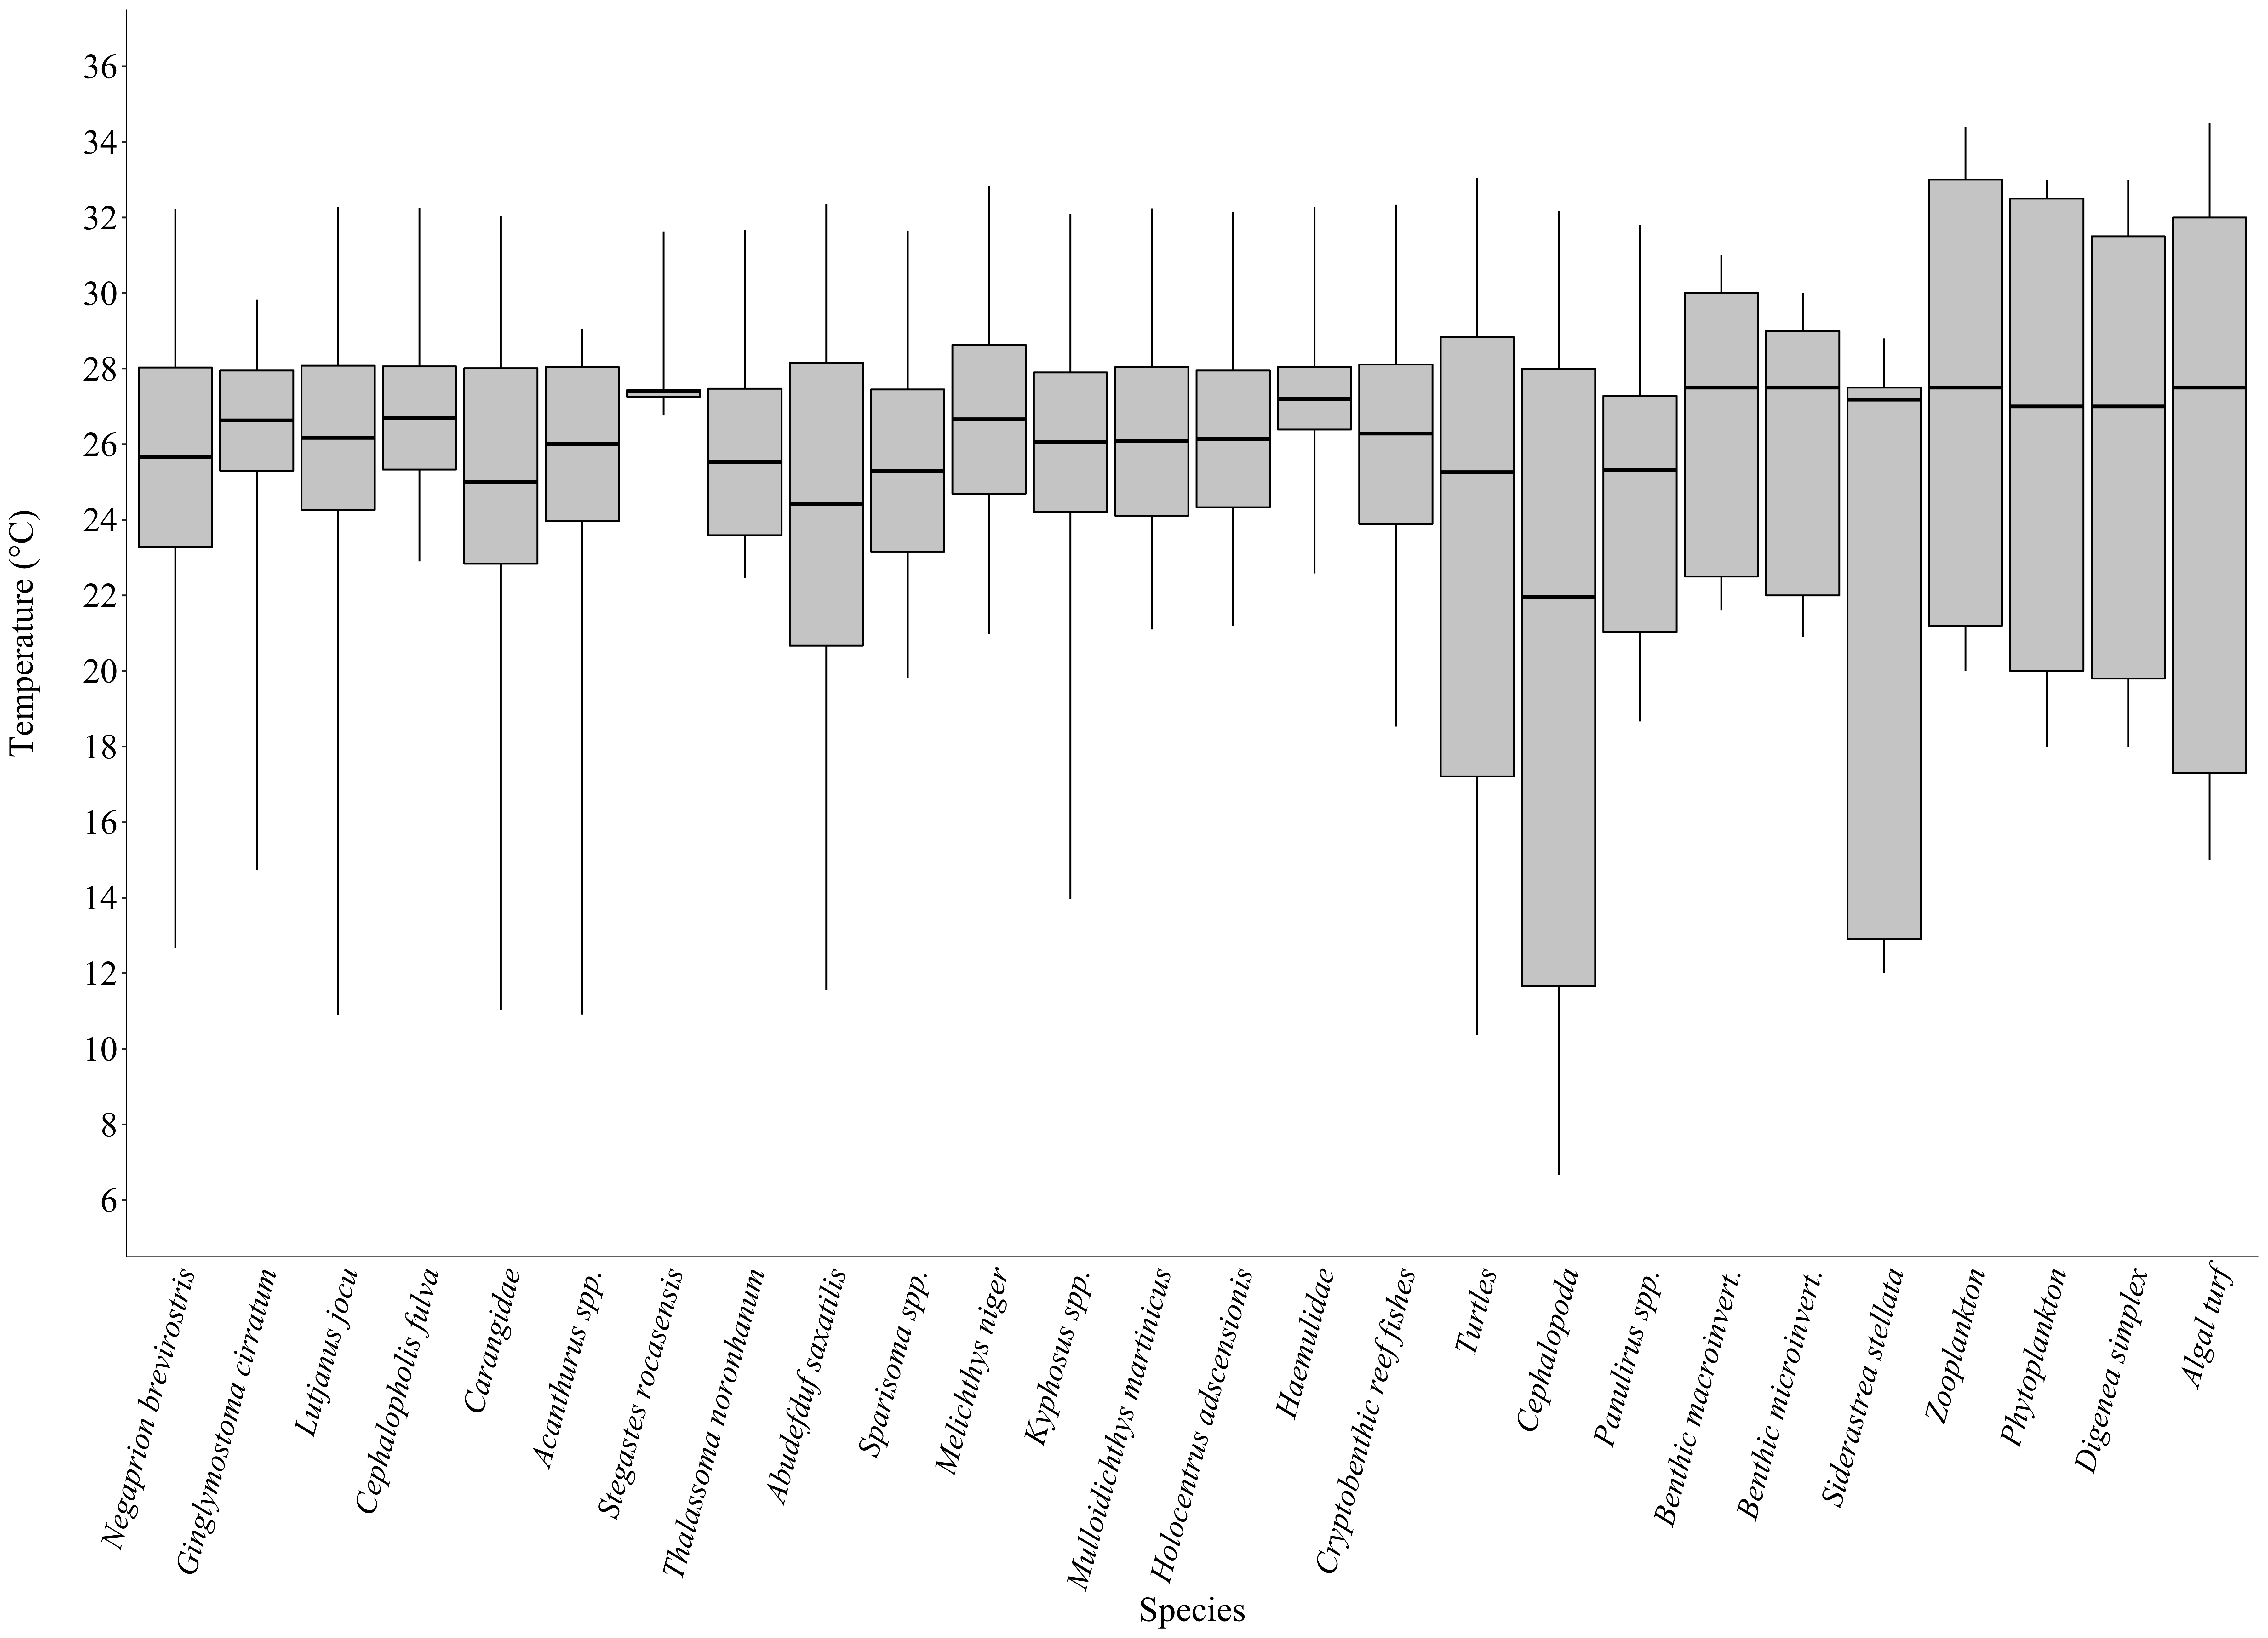 Temperature (°C)
36
34
32
30
28
26
24
22
20
18
16
14
12
10
8
6
Negaprion brevirostris
Ginglymostoma cirratum
Lutjanus jocu
Cephalopholis fulva
Carangidae
Acanthurus spp.
Stegastes rocasensis
Thalassoma noronhanum
Abudefduf saxatilis
Sparisoma spp.
Melichthys niger
Kyphosus spp.
Mulloidichthys martinicus
Holocentrus adscensionis
Haemulidae
Cryptobenthic reef fishes
Turtles
Cephalopoda
Panulirus spp.
Benthic macroinvert.
Benthic microinvert.
Siderastrea stellata
Zooplankton
Phytoplankton
Digenea simplex
Algal turf
Species